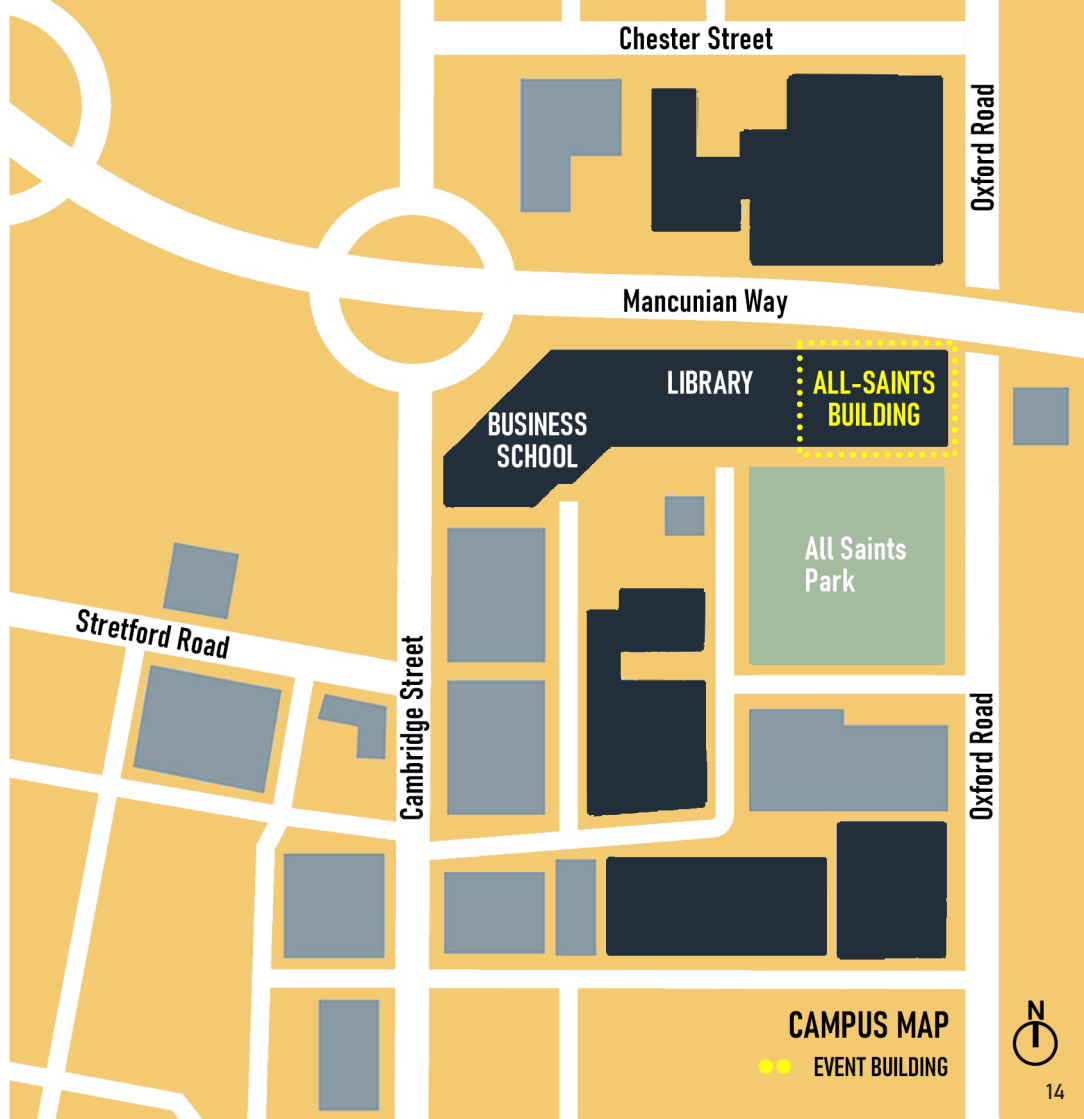 Chester Street
Oxford Road
Mancunian Way
LIBRARY
ALL-SAINTS
BUILDING
BUSINESS
SCHOOL
All Saints
Park
Stretford Road
Cambridge Street
Oxford Road
CAMPUS MAP
EVENT BUILDING
N
14